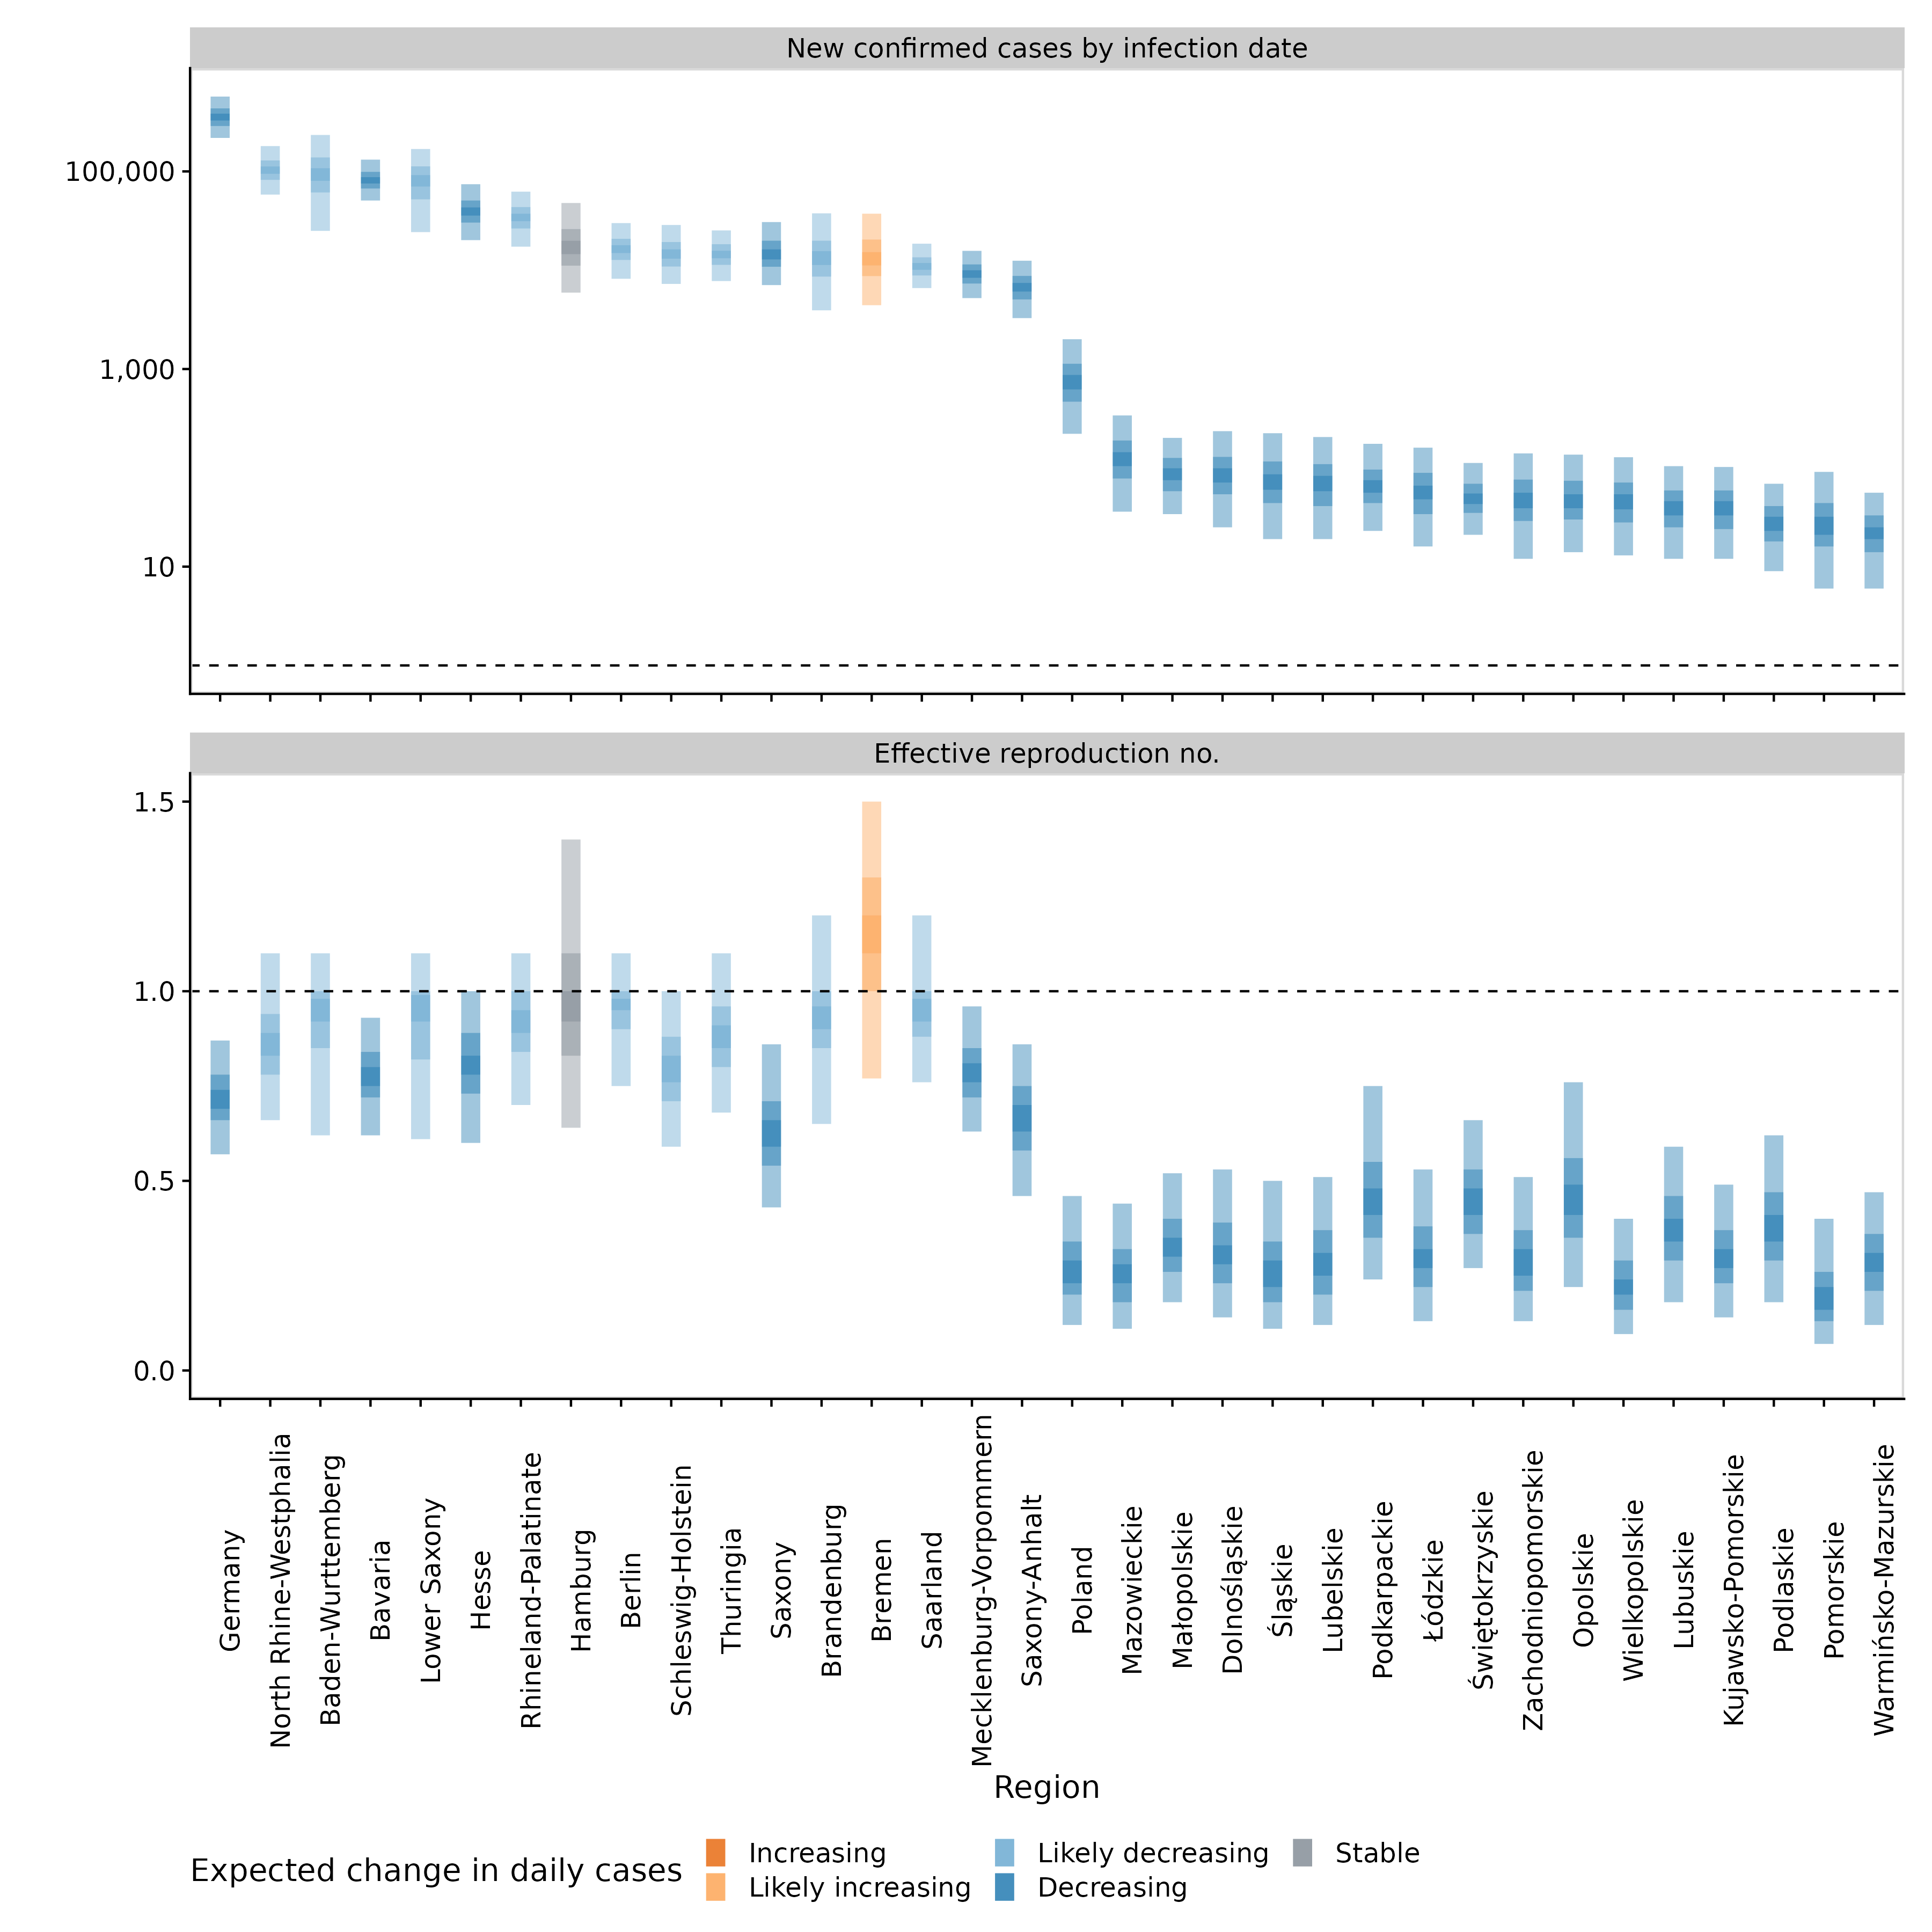 New confirmed cases by infection date
100,000
1,000
10
Effective reproduction no.
1.5
1.0
0.5
0.0
Germany
North Rhine-Westphalia
Baden-Wurttemberg
Bavaria
Lower Saxony
Hesse
Rhineland-Palatinate
Hamburg
Berlin
Schleswig-Holstein
Thuringia
Saxony
Brandenburg
Bremen
Saarland
Mecklenburg-Vorpommern
Saxony-Anhalt
Poland
Mazowieckie
Małopolskie
Dolnośląskie
Śląskie
Lubelskie
Podkarpackie
Łódzkie
Świętokrzyskie
Zachodniopomorskie
Opolskie
Wielkopolskie
Lubuskie
Kujawsko-Pomorskie
Podlaskie
Pomorskie
Warmińsko-Mazurskie
Region
Expected change in daily cases
Increasing
Likely increasing
Likely decreasing
Decreasing
Stable